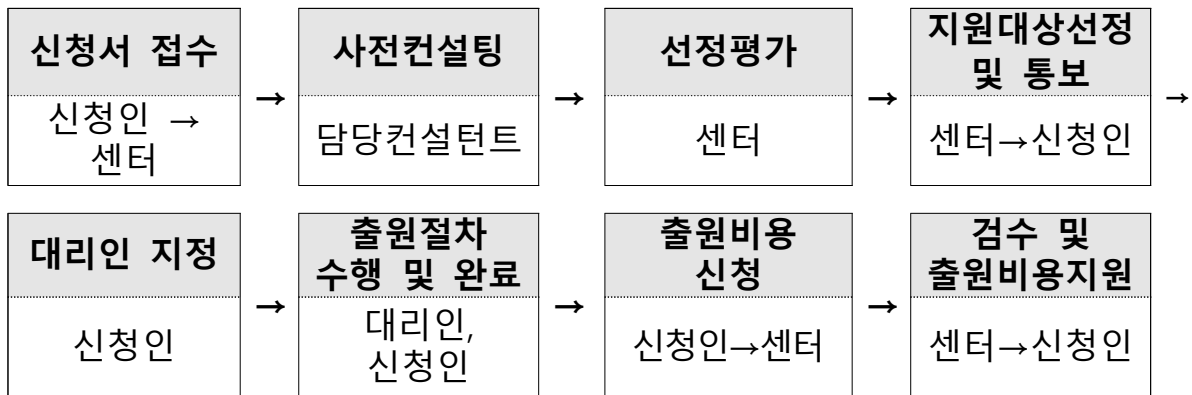 신청서 접수
신청인 →
센터
→
사전컨설팅
담당컨설턴트
→
선정평가
센터
→
지원대상선정
및 통보
센터→신청인
→
대리인 지정
신청인
→
출원절차
수행 및 완료
대리인,
신청인
→
출원비용
신청
신청인→센터
→
검수 및
출원비용지원
센터→신청인